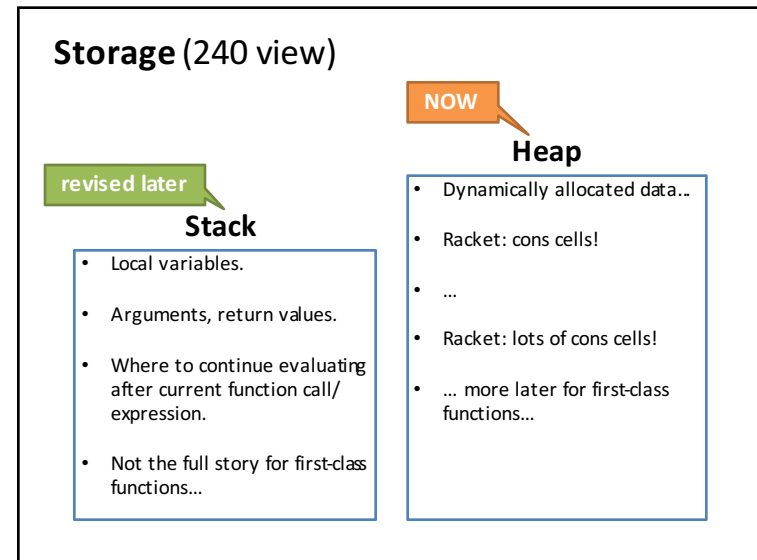 Storage (240 view)
revised later
Stack
• Local variables.
• Arguments, return values.
• Where to continue evaluating
after current function call/
expression.
• Not the full story for first-class
functions…
NOW
Heap
• Dynamically allocated data…
• Racket: cons cells!
• …
• Racket: lots of cons cells!
• … more later for first-class
functions…